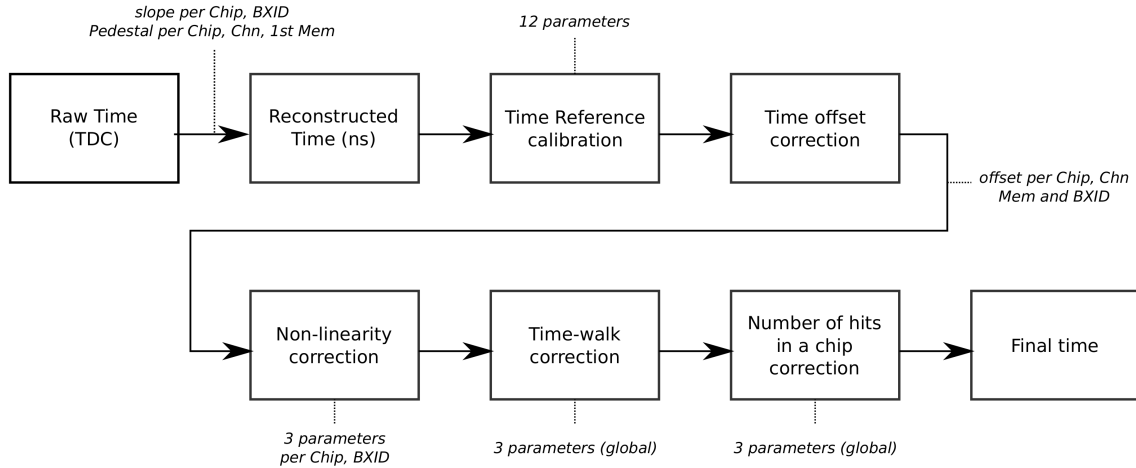 slope per Chip, BXID
Pedestal per Chip, Chn, 1st Mem
12 parameters
Raw Time
(TDC)
Reconstructed
Time (ns)
Time Reference
calibration
Time offset
correction
offset per Chip, Chn
Mem and BXID
Non-linearity
correction
Time-walk
correction
Number of hits
in a chip
correction
Final time
3 parameters
per Chip, BXID
3 parameters (global)
3 parameters (global)